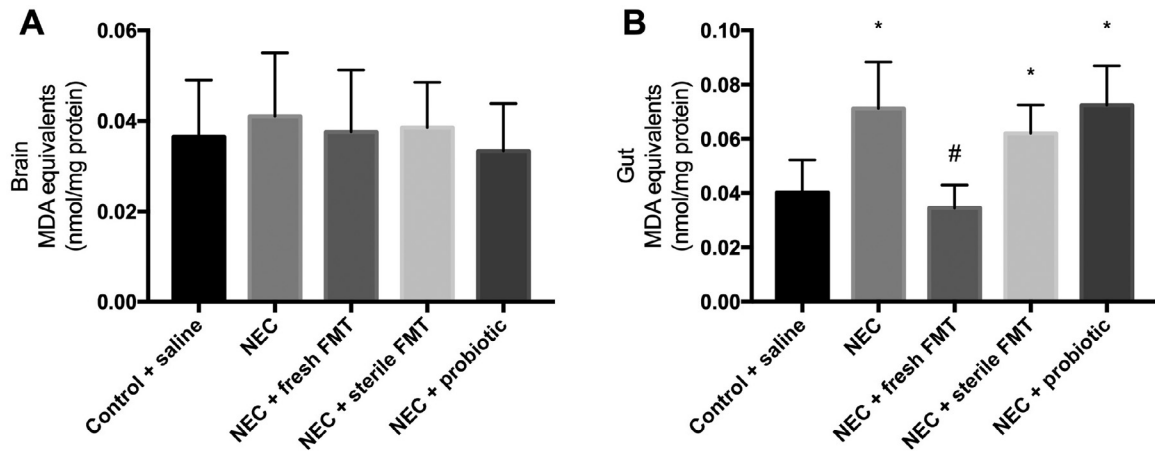 A
Brain
MDA equivalents
(nmol/mg protein)
0.06
0.04
0.02
0.00
Control + saline
NEC
NEC + fresh FMT
NEC + sterile FMT
NEC + probiotic
B
Gut
MDA equivalents
(nmol/mg protein)
0.10
0.08
0.06
0.04
0.02
0.00
*
#
*
*
Control + saline
NEC
NEC + fresh FMT
NEC + sterile FMT
NEC + probiotic